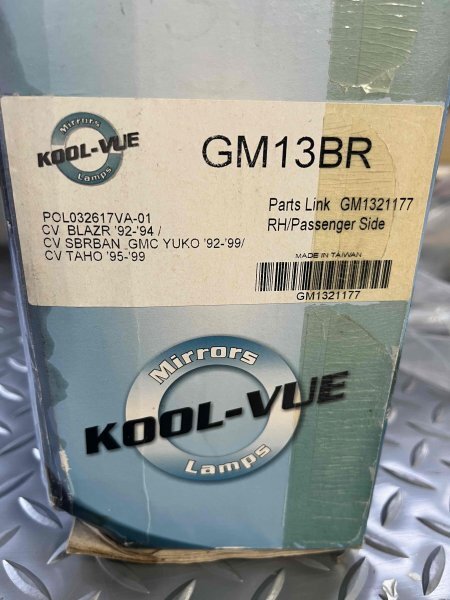 Mirrors
KOOL-VUE
Lamps
GM13BR
POL032617VA-01
CV BLAZR '92-'94 /
CV SBRBAN ,GMC YUKO '92-'99/
CV TAHO '95-'99
Parts Link GM1321177
RH/Passenger Side
MADE IN TAIWAN
GM1321177
Mirrors
KOOL-VUE
Lamps